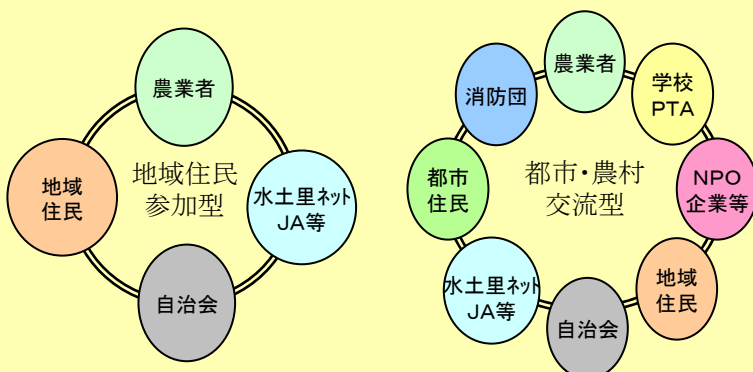 農業者
地域
住民
地域住民
参加型
水土里ネット
JA等
自治会
農業者
消防団
学校
PTA
都市
住民
都市・農村
交流型
NPO
企業等
水土里ネット
JA等
地域
住民
自治会